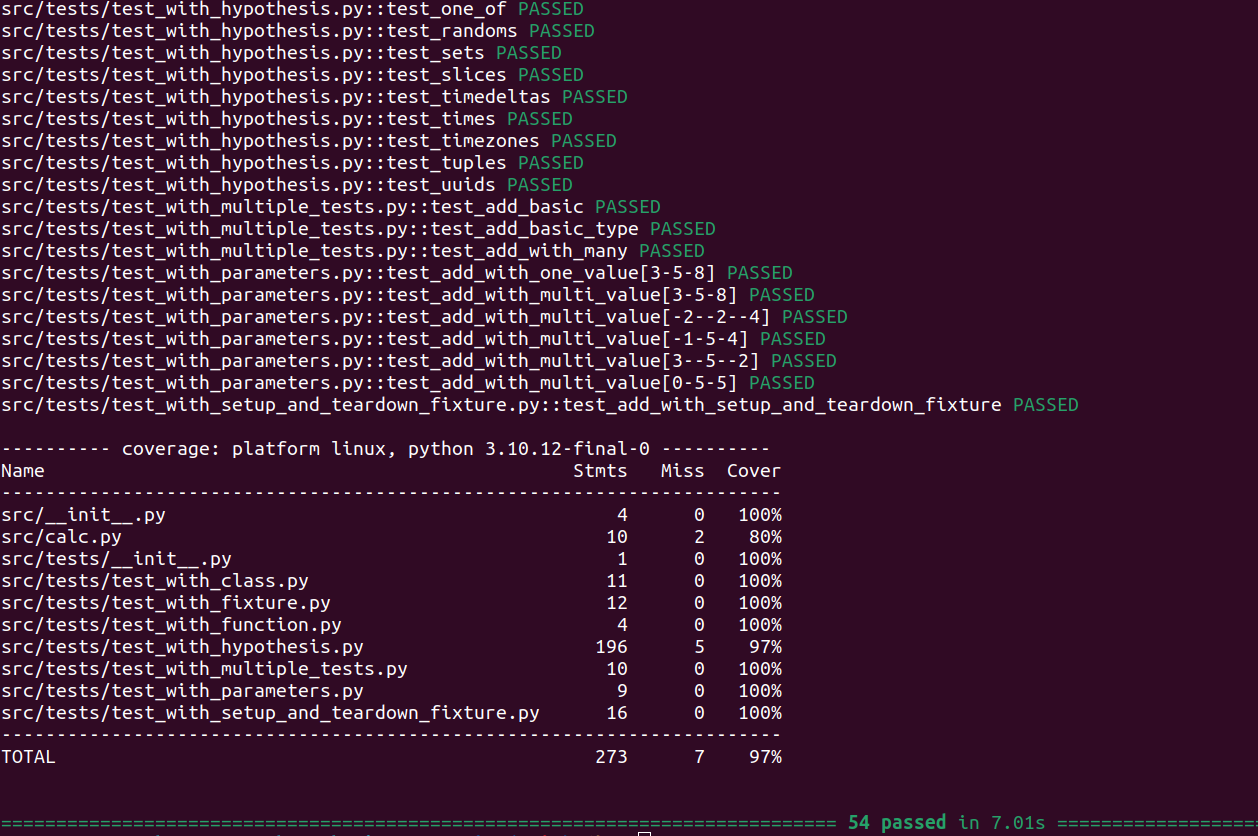 src/tests/test_with_hypothesis.py::test_one_of PASSED
src/tests/test_with_hypothesis.py::test_randoms PASSED
src/tests/test_with_hypothesis.py::test_sets PASSED
src/tests/test_with_hypothesis.py::test_slices PASSED
src/tests/test_with_hypothesis.py::test_timedeltas PASSED
src/tests/test_with_hypothesis.py::test_times PASSED
src/tests/test_with_hypothesis.py::test_timezones PASSED
src/tests/test_with_hypothesis.py::test_tuples PASSED
src/tests/test_with_hypothesis.py::test_uuids PASSED
src/tests/test_with_multiple_tests.py::test_add_basic PASSED
src/tests/test_with_multiple_tests.py::test_add_basic_type PASSED
src/tests/test_with_multiple_tests.py::test_add_with_many PASSED
src/tests/test_with_parameters.py::test_add_with_one_value[3-5-8] PASSED
src/tests/test_with_parameters.py::test_add_with_multi_value[3-5-8] PASSED
src/tests/test_with_parameters.py::test_add_with_multi_value[-2--2--4] PASSED
src/tests/test_with_parameters.py::test_add_with_multi_value[-1-5-4] PASSED
src/tests/test_with_parameters.py::test_add_with_multi_value[3--5--2] PASSED
src/tests/test_with_parameters.py::test_add_with_multi_value[0-5-5] PASSED
src/tests/test_with_setup_and_teardown_fixture.py::test_add_with_setup_and_teardown_fixture PASSED
---------- coverage: platform linux, python 3.10.12-final-0 ----------
Name Stmts Miss Cover
-----------------------------------------------------------------------
src/__init__.py 4 0 100%
src/calc.py 10 2 80%
src/tests/__init__.py 1 0 100%
src/tests/test_with_class.py 11 0 100%
src/tests/test_with_fixture.py 12 0 100%
src/tests/test_with_function.py 4 0 100%
src/tests/test_with_hypothesis.py 196 5 97%
src/tests/test_with_multiple_tests.py 10 0 100%
src/tests/test_with_parameters.py 9 0 100%
src/tests/test_with_setup_and_teardown_fixture.py 16 0 100%
-----------------------------------------------------------------------
TOTAL 273 7 97%
============================================================================ 54 passed in 7.01s ==================